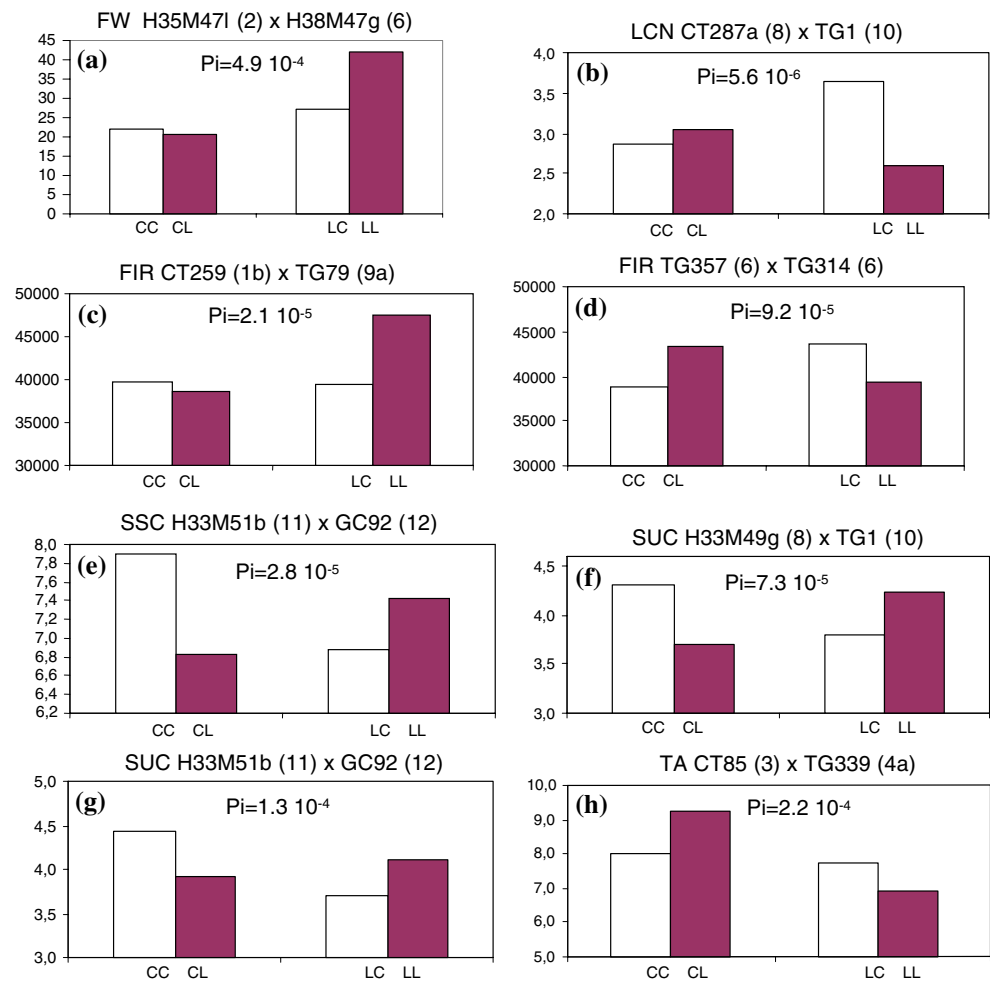 FW H35M47l (2) x H38M47g (6)
(a)
Pi=4.9 10-4
45
40
35
30
25
20
15
10
5
0
CC CL LC LL
LCN CT287a (8) x TG1 (10)
(b)
Pi=5.6 10-6
4,0
3,5
3,0
2,5
2,0
CC CL LC LL
FIR CT259 (1b) x TG79 (9a)
(c)
Pi=2.1 10-5
50000
45000
40000
35000
30000
CC CL LC LL
FIR TG357 (6) x TG314 (6)
(d)
Pi=9.2 10-5
50000
45000
40000
35000
30000
CC CL LC LL
SSC H33M51b (11) x GC92 (12)
(e)
Pi=2.8 10-5
8,0
7,8
7,6
7,4
7,2
7,0
6,8
6,6
6,4
6,2
CC CL LC LL
SUC H33M49g (8) x TG1 (10)
(f)
Pi=7.3 10-5
4,5
4,0
3,5
3,0
CC CL LC LL
SUC H33M51b (11) x GC92 (12)
(g)
Pi=1.3 10-4
5,0
4,5
4,0
3,5
3,0
CC CL LC LL
TA CT85 (3) x TG339 (4a)
(h)
Pi=2.2 10-4
10,0
9,0
8,0
7,0
6,0
5,0
CC CL LC LL